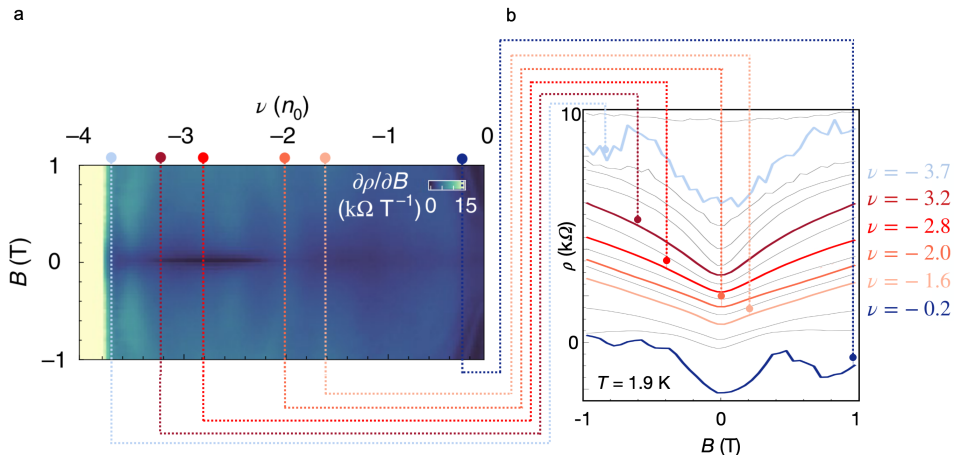 a
b
ν (n0)
−4
−3
−2
−1
0
∂ρ/∂B
(kΩ T⁻¹)
0
15
B (T)
1
0
-1
10
0
ρ (kΩ)
T = 1.9 K
-1
0
1
B (T)
ν = − 3.7
ν = − 3.2
ν = − 2.8
ν = − 2.0
ν = − 1.6
ν = − 0.2